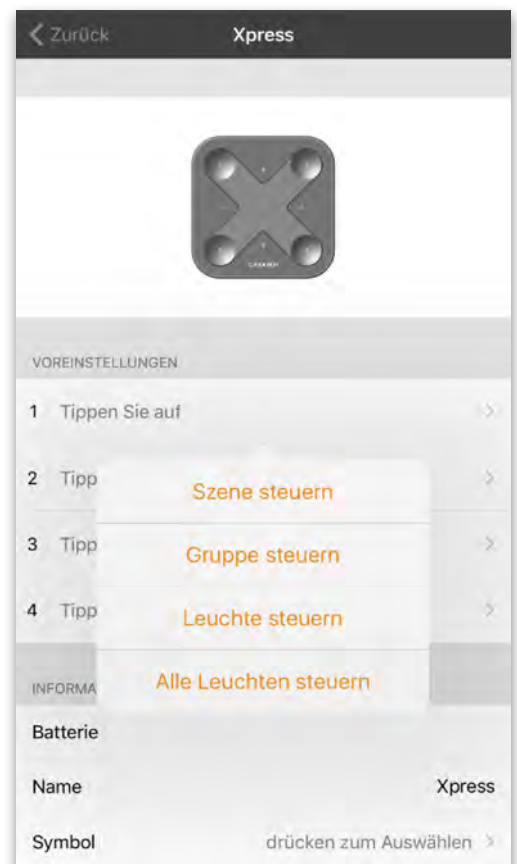 Zurück Xpress
VOREINSTELLUNGEN
1 Tippen Sie auf
2 Tipp
3 Tipp
4 Tipp
Szene steuern
Gruppe steuern
Leuchte steuern
Alle Leuchten steuern
INFORMA
Batterie
Name Xpress
Symbol drücken zum Auswählen